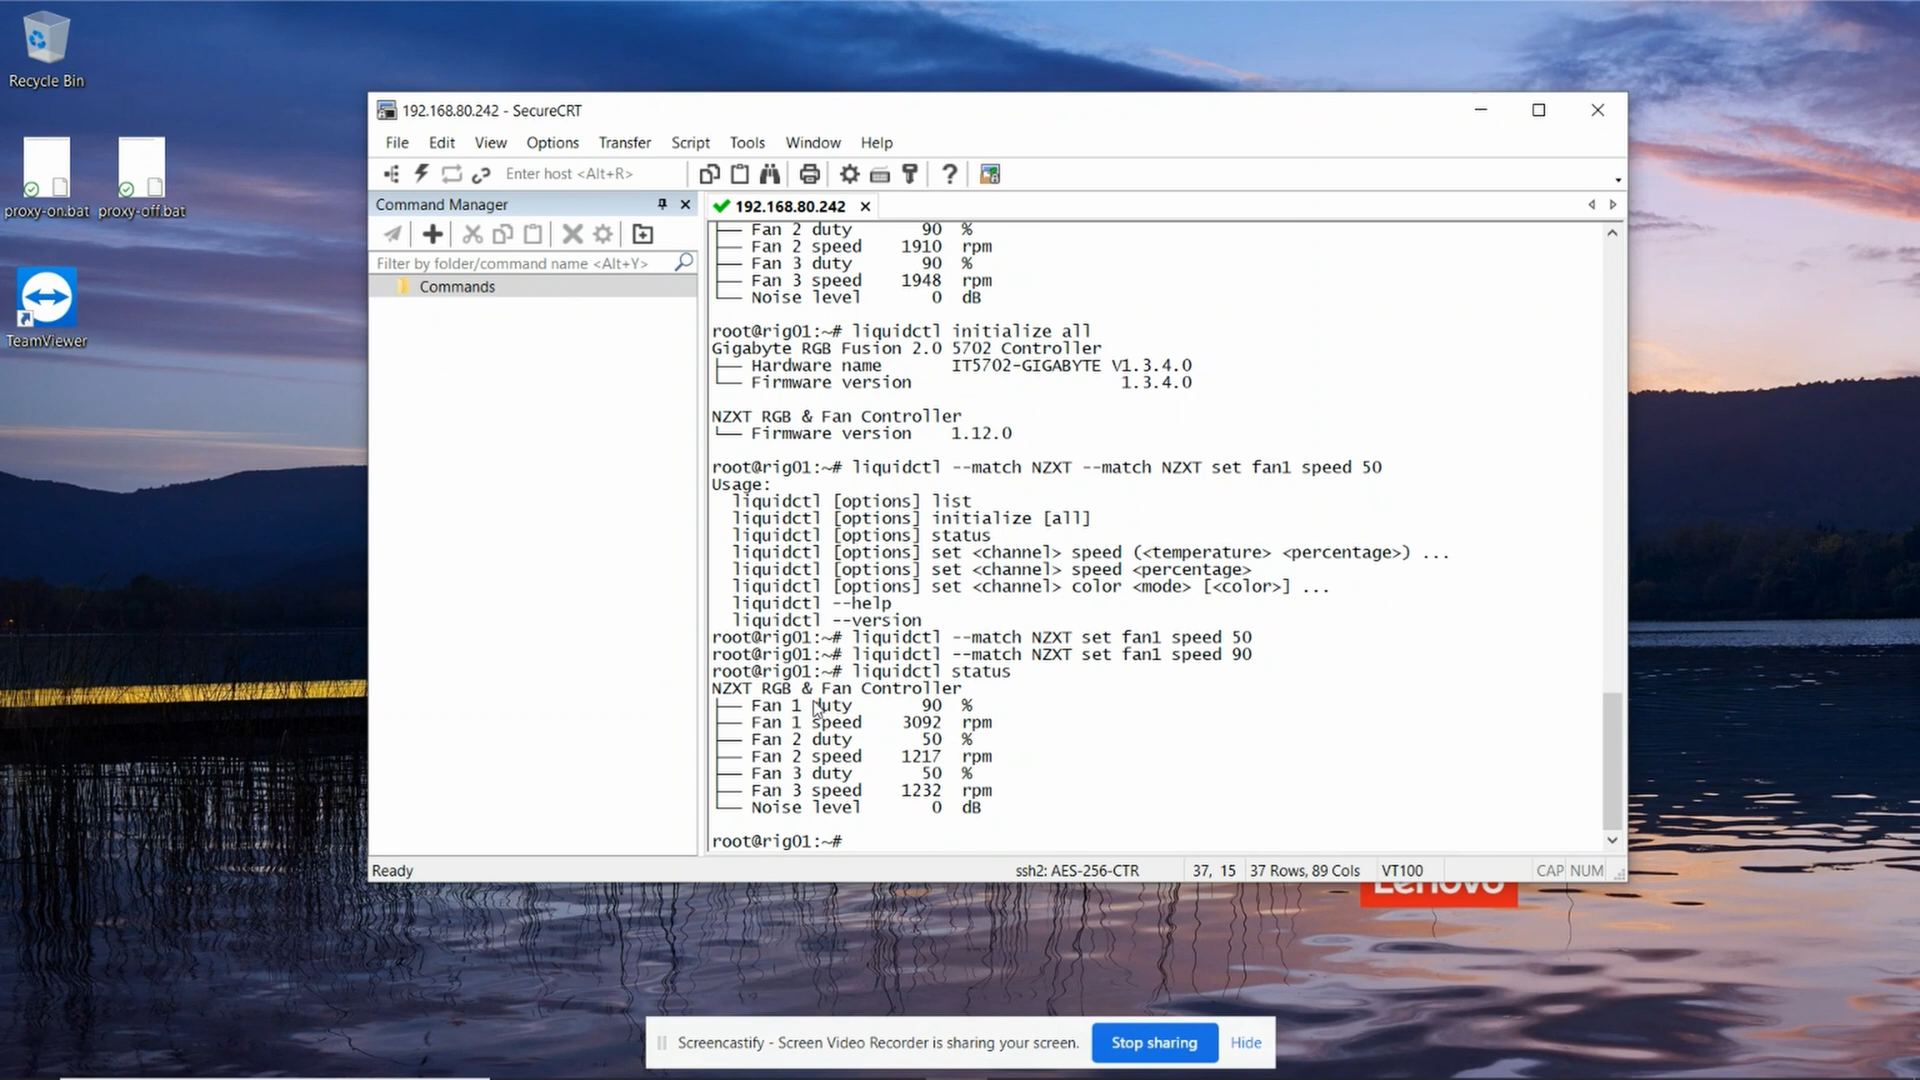 Recycle Bin
proxy-on.bat
proxy-off.bat
TeamViewer
192.168.80.242 - SecureCRT
File Edit View Options Transfer Script Tools Window Help
Enter host <Alt+R>
Command Manager
Filter by folder/command name <Alt+Y>
Commands
192.168.80.242
Fan 2 duty 90 %
Fan 2 speed 1910 rpm
Fan 3 duty 90 %
Fan 3 speed 1948 rpm
Noise level 0 dB
root@rig01:~# liquidctl initialize all
Gigabyte RGB Fusion 2.0 5702 Controller
Hardware name IT5702-GIGABYTE V1.3.4.0
Firmware version 1.3.4.0
NZXT RGB & Fan Controller
Firmware version 1.12.0
root@rig01:~# liquidctl --match NZXT --match NZXT set fan1 speed 50
Usage:
liquidctl [options] list
liquidctl [options] initialize [all]
liquidctl [options] status
liquidctl [options] set <channel> speed (<temperature> <percentage>) ...
liquidctl [options] set <channel> speed <percentage>
liquidctl [options] set <channel> color <mode> [<color>] ...
liquidctl --help
liquidctl --version
root@rig01:~# liquidctl --match NZXT set fan1 speed 50
root@rig01:~# liquidctl --match NZXT set fan1 speed 90
root@rig01:~# liquidctl status
NZXT RGB & Fan Controller
Fan 1 duty 90 %
Fan 1 speed 3092 rpm
Fan 2 duty 50 %
Fan 2 speed 1217 rpm
Fan 3 duty 50 %
Fan 3 speed 1232 rpm
Noise level 0 dB
root@rig01:~#
Ready
ssh2: AES-256-CTR 37, 15 37 Rows, 89 Cols VT100 CAP NUM
Lenovo
Screencastify - Screen Video Recorder is sharing your screen.
Stop sharing
Hide